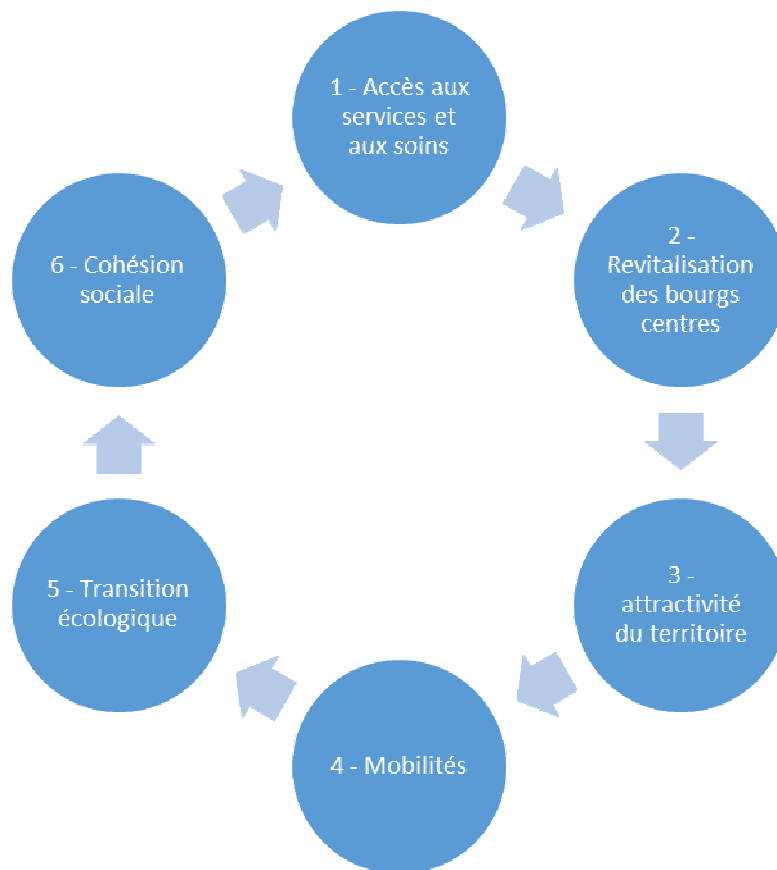 1 - Accès aux
services et
aux soins
2 -
Revitalisation
des bourgs
centres
3 -
attractivité
du territoire
4 - Mobilités
5 - Transition
écologique
6 - Cohésion
sociale